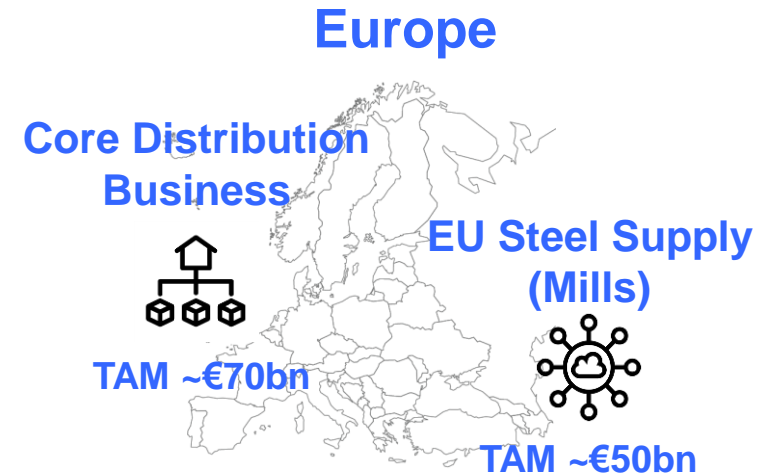 Europe
Core Distribution
Business
TAM ~€70bn
EU Steel Supply
(Mills)
TAM ~€50bn